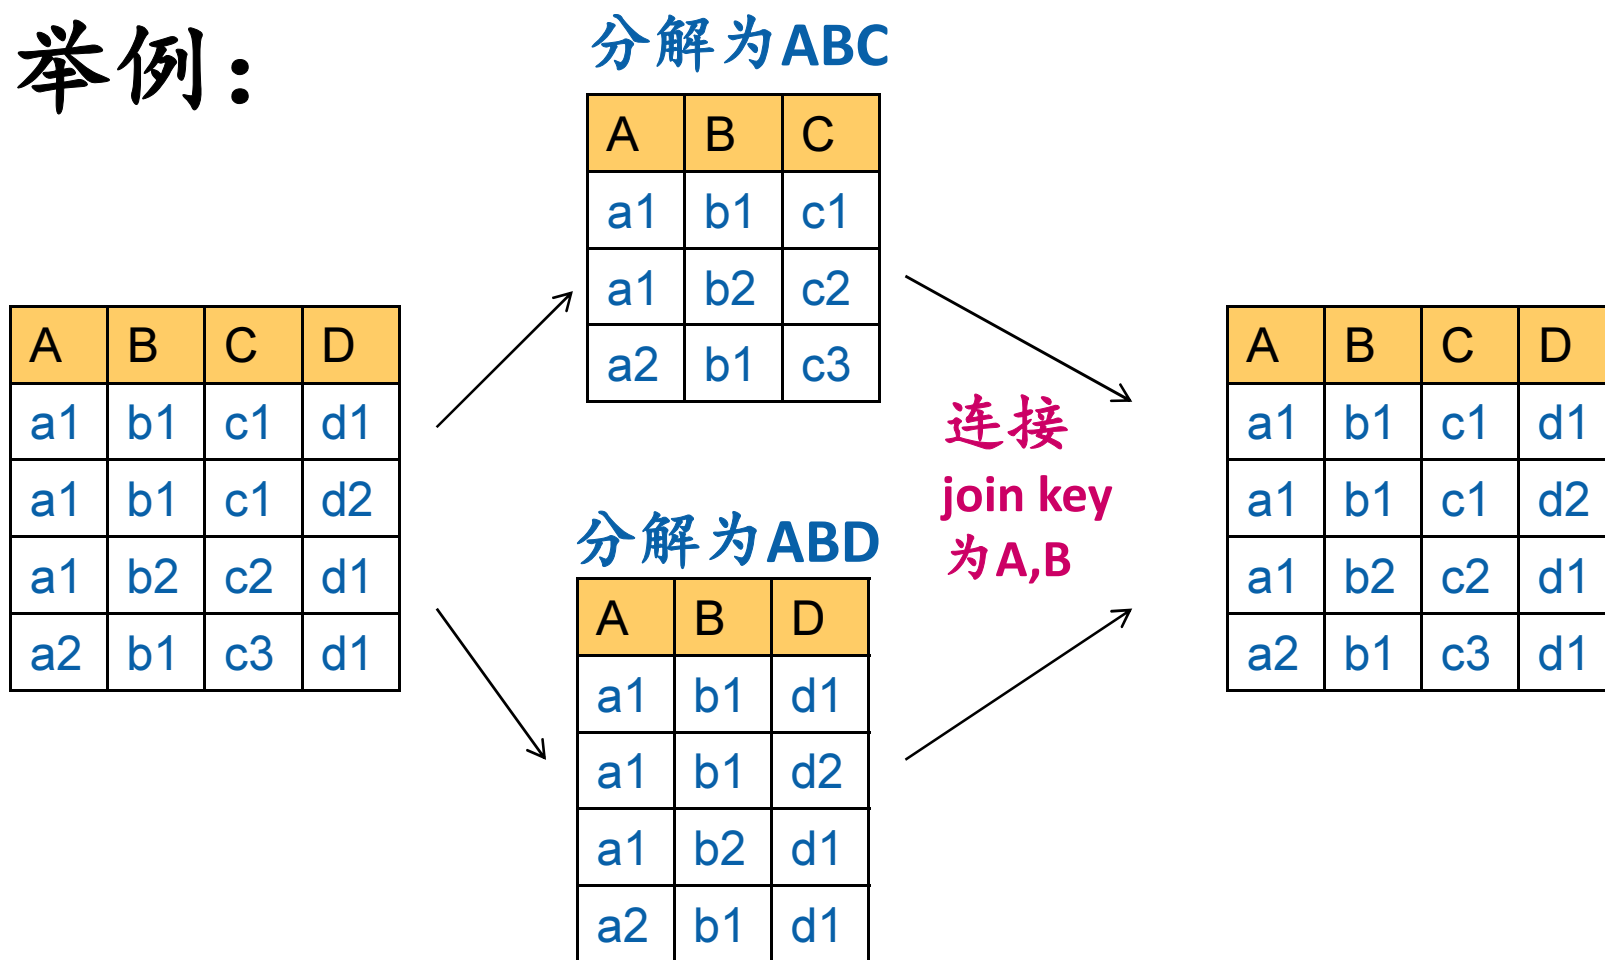 举例：
分解为ABC
A B C
a1 b1 c1
a1 b2 c2
a2 b1 c3
A B C D
a1 b1 c1 d1
a1 b1 c1 d2
a1 b2 c2 d1
a2 b1 c3 d1
分解为ABD
A B D
a1 b1 d1
a1 b1 d2
a1 b2 d1
a2 b1 d1
连接
join key
为A,B
A B C D
a1 b1 c1 d1
a1 b1 c1 d2
a1 b2 c2 d1
a2 b1 c3 d1